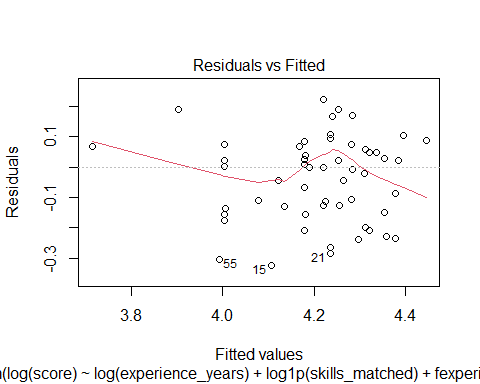 Residuals vs Fitted
Residuals
0.1
-0.1
-0.3
55
15
21
3.8 4.0 4.2 4.4
Fitted values
(log(score) ~ log(experience_years) + log1p(skills_matched) + fexperi